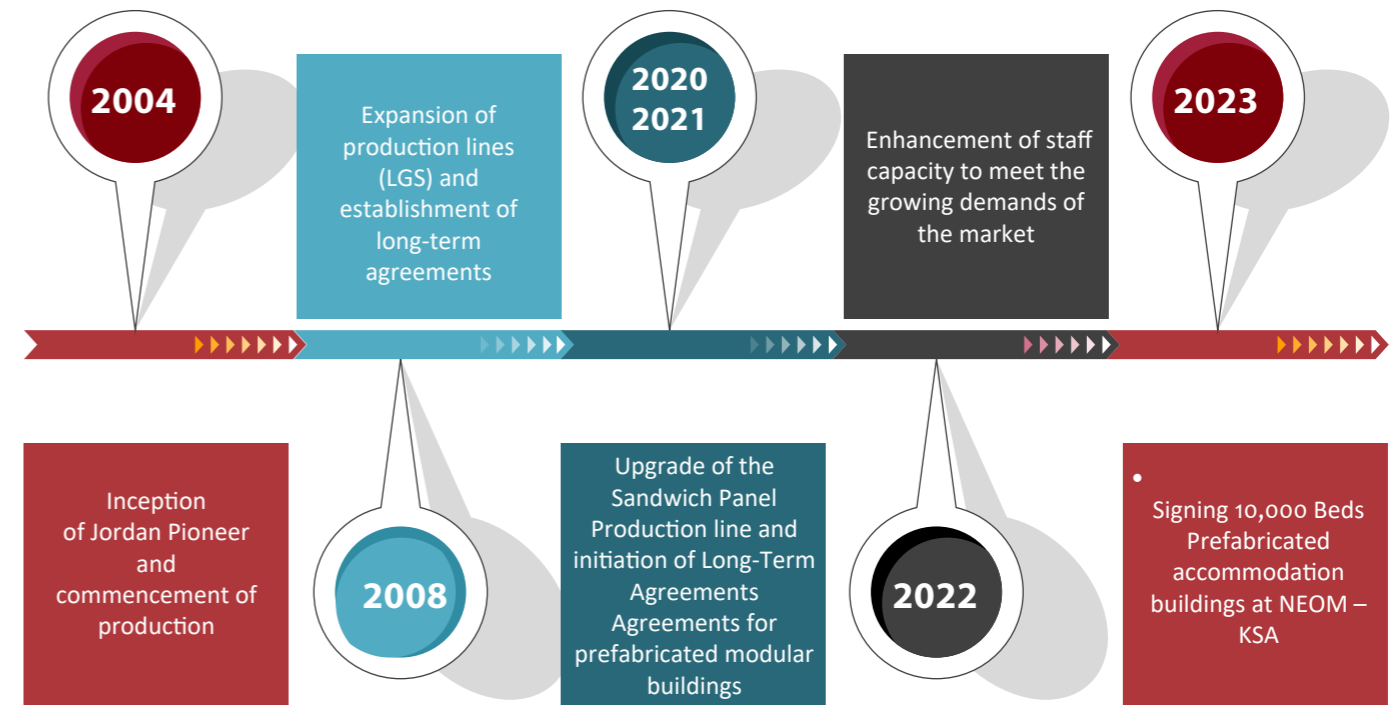 2004
Inception
of Jordan Pioneer
and
commencement of
production
2008
Expansion of
production lines
(LGS) and
establishment of
long-term
agreements
2020
2021
Upgrade of the
Sandwich Panel
Production line and
initiation of Long-Term
Agreements
Agreements for
prefabricated modular
buildings
2022
Enhancement of staff
capacity to meet the
growing demands of
the market
2023
•
Signing 10,000 Beds
Prefabricated
accommodation
buildings at NEOM –
KSA